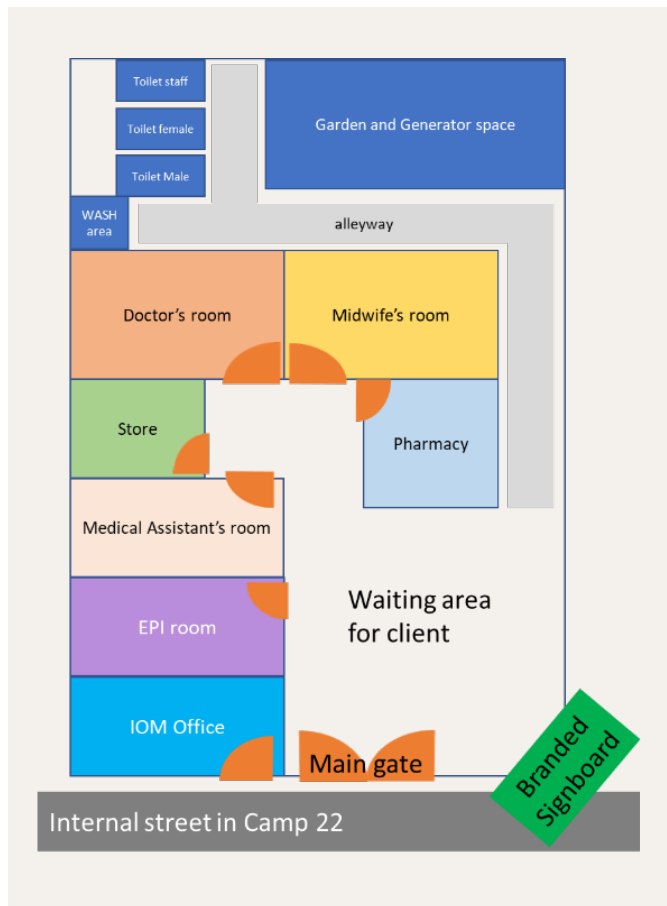 Toilet staff
Toilet female
Toilet Male
Garden and Generator space
WASH
area
alleyway
Doctor's room
Midwife's room
Store
Pharmacy
Medical Assistant's room
EPI room
Waiting area
for client
IOM Office
Main gate
Branded
Signboard
Internal street in Camp 22